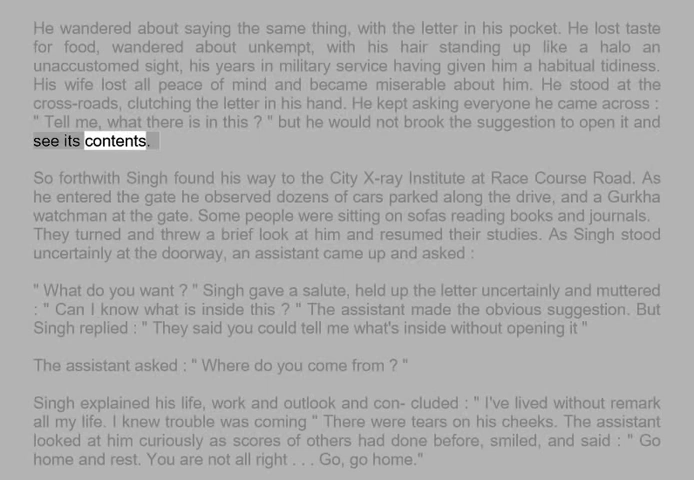 He wandered about saying the same thing, with the letter in his pocket. He lost taste
for food, wandered about unkempt, with his hair standing up like a halo an
unaccustomed sight, his years in military service having given him a habitual tidiness.
His wife lost all peace of mind and became miserable about him. He stood at the
cross-roads, clutching the letter in his hand. He kept asking everyone he came across :
" Tell me, what there is in this ? " but he would not brook the suggestion to open it and
see its contents.
So forthwith Singh found his way to the City X-ray Institute at Race Course Road. As
he entered the gate he observed dozens of cars parked along the drive, and a Gurkha
watchman at the gate. Some people were sitting on sofas reading books and journals.
They turned and threw a brief look at him and resumed their studies. As Singh stood
uncertainly at the doorway, an assistant came up and asked :
" What do you want ? " Singh gave a salute, held up the letter uncertainly and muttered
: " Can I know what is inside this ? " The assistant made the obvious suggestion. But
Singh replied : " They said you could tell me what's inside without opening it "
The assistant asked : " Where do you come from ? "
Singh explained his life, work and outlook and con- cluded : " I've lived without remark
all my life. I knew trouble was coming " There were tears on his cheeks. The assistant
looked at him curiously as scores of others had done before, smiled, and said : " Go
home and rest. You are not all right . . . Go, go home."